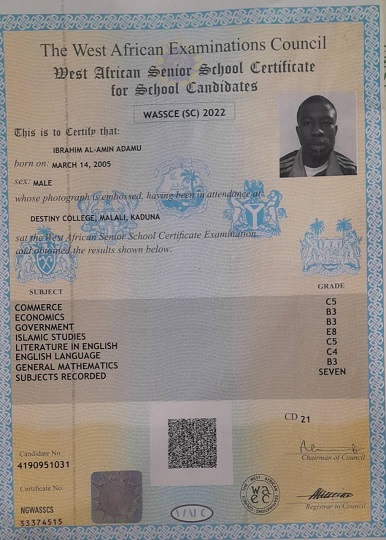 The West African Examinations Council
West African Senior School Certificate
for School Candidates
WASSCE (SC) 2022
This is to Certify that:
IBRAHIM AL-AMIN ADAMU
born on: MARCH 14, 2005
sex: MALE
whose photograph is embossed, having been in attendance at
DESTINY COLLEGE, MALALI, KADUNA
sat the West African Senior School Certificate Examination
and obtained the results shown below:
SUBJECT GRADE
COMMERCE C5
ECONOMICS B3
GOVERNMENT B3
ISLAMIC STUDIES E8
LITERATURE IN ENGLISH C5
ENGLISH LANGUAGE C4
GENERAL MATHEMATICS B3
SUBJECTS RECORDED SEVEN
CD 21
Candidate No
4190951031
Chairman of Council
Certificate No.
NGWASSCS
33374515
waec
Registrar to Council